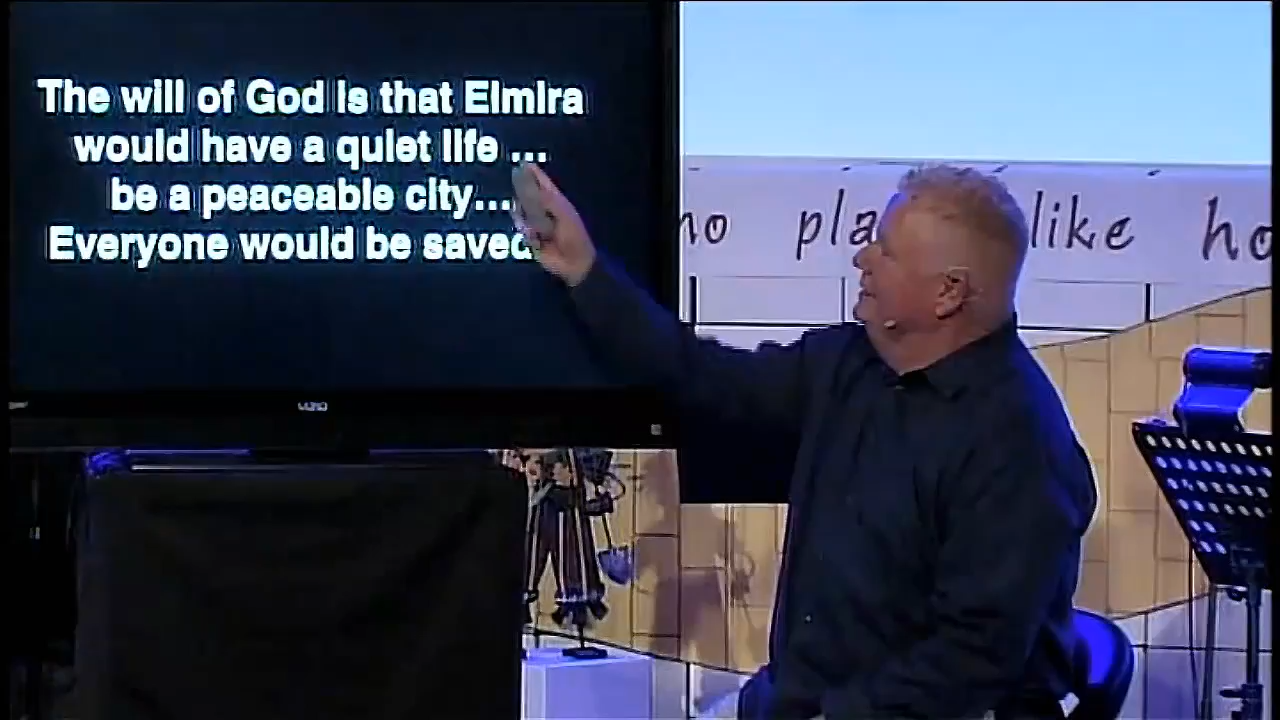 The will of God is that Elmira
would have a quiet life ...
be a peaceable city...
Everyone would be saved
no pla like ho
VIZIO